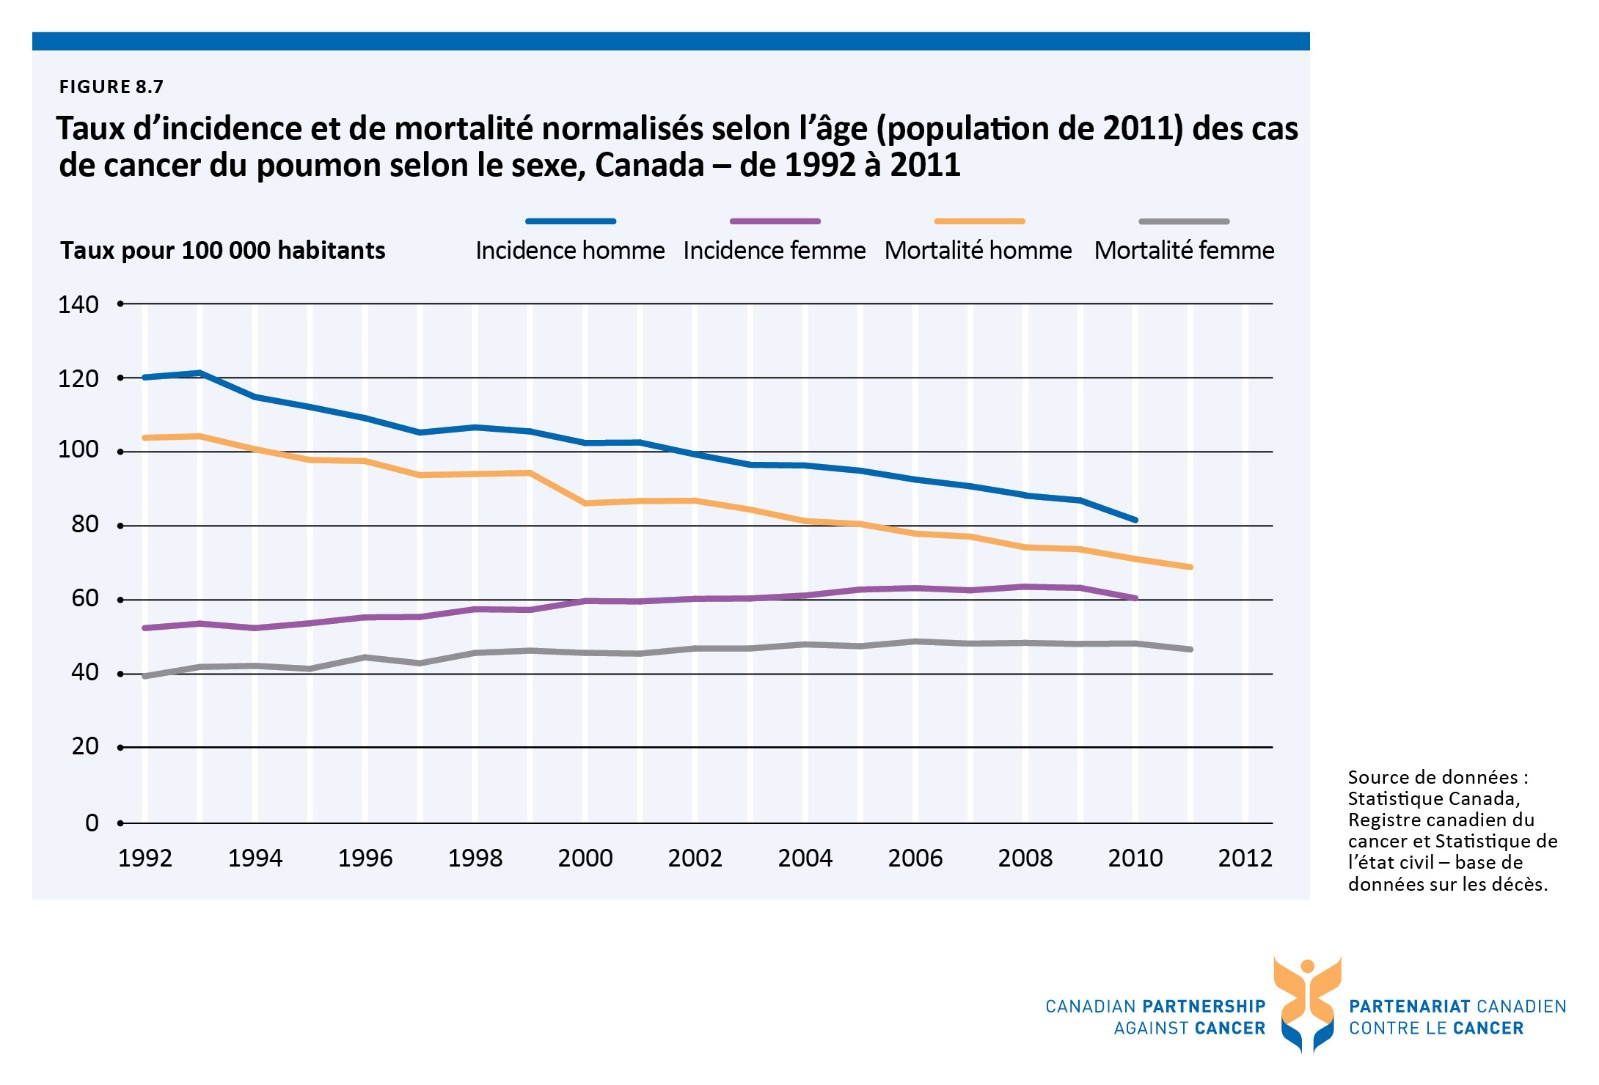 FIGURE 8.7
Taux d’incidence et de mortalité normalisés selon l’âge (population de 2011) des cas
de cancer du poumon selon le sexe, Canada – de 1992 à 2011
Taux pour 100 000 habitants
Incidence homme Incidence femme Mortalité homme Mortalité femme
140
120
100
80
60
40
20
0
1992 1994 1996 1998 2000 2002 2004 2006 2008 2010 2012
Source de données :
Statistique Canada,
Registre canadien du
cancer et Statistique de
l’état civil – base de
données sur les décès.
CANADIAN PARTNERSHIP
AGAINST CANCER
PARTENARIAT CANADIEN
CONTRE LE CANCER